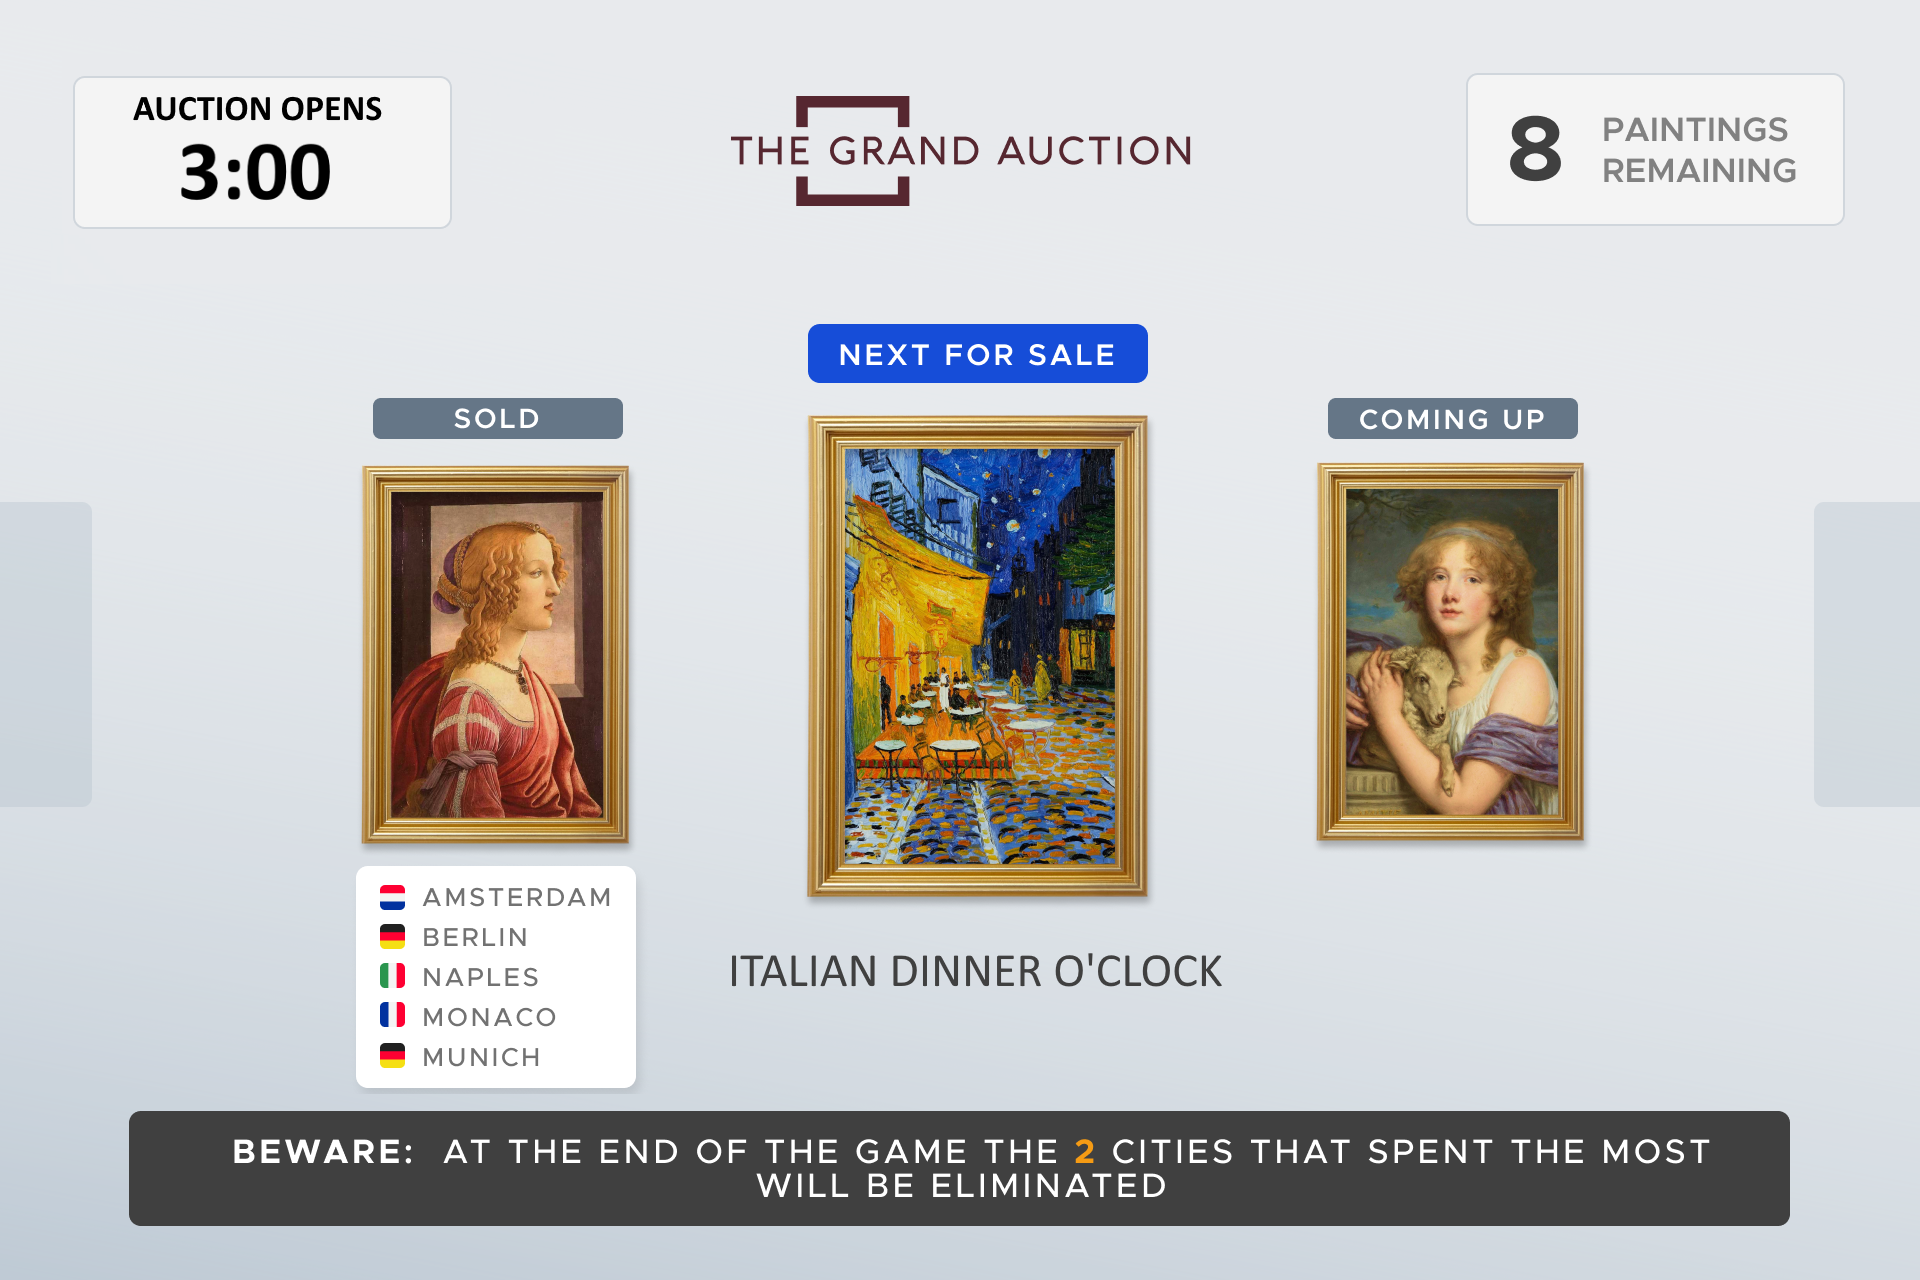 AUCTION OPENS
3:00
THE GRAND AUCTION
8
PAINTINGS
REMAINING
NEXT FOR SALE
SOLD
COMING UP
AMSTERDAM
BERLIN
NAPLES
MONACO
MUNICH
ITALIAN DINNER O'CLOCK
BEWARE: AT THE END OF THE GAME THE 2 CITIES THAT SPENT THE MOST
WILL BE ELIMINATED